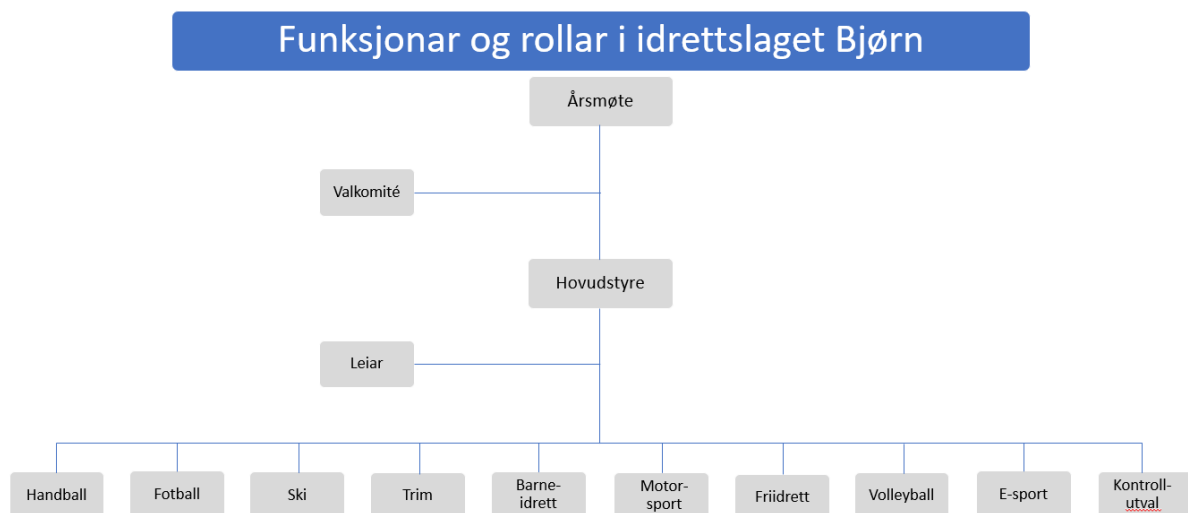 Funksjonar og rollar i idrettslaget Bjørn
Årsmøte
Valkomité
Hovudstyre
Leiar
Handball
Fotball
Ski
Trim
Barne-
idrett
Motor-
sport
Friidrett
Volleyball
E-sport
Kontroll-
utval